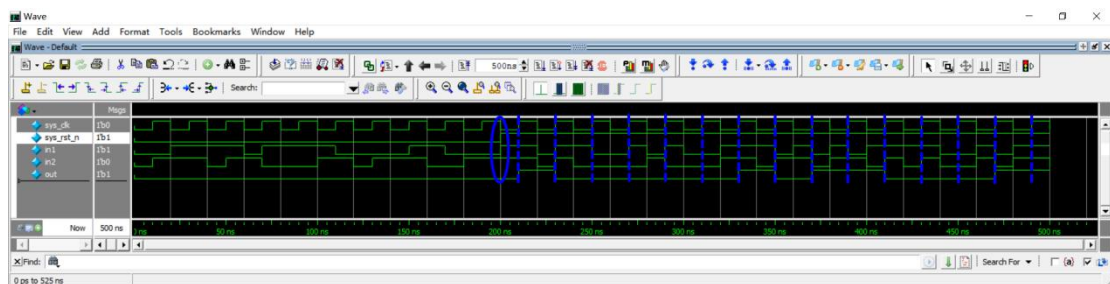 Wave
File Edit View Add Format Tools Bookmarks Window Help
Wave - Default
500 ns
Search:
Msgs
sys_clk 1'b0
sys_rst_n 1'b1
in1 1'b1
in2 1'b0
out 1'b1
Now 500 ns
50 ns 100 ns 150 ns 200 ns 250 ns 300 ns 350 ns 400 ns 450 ns 500 ns
Find:
Search For (a)
0 ps to 525 ns